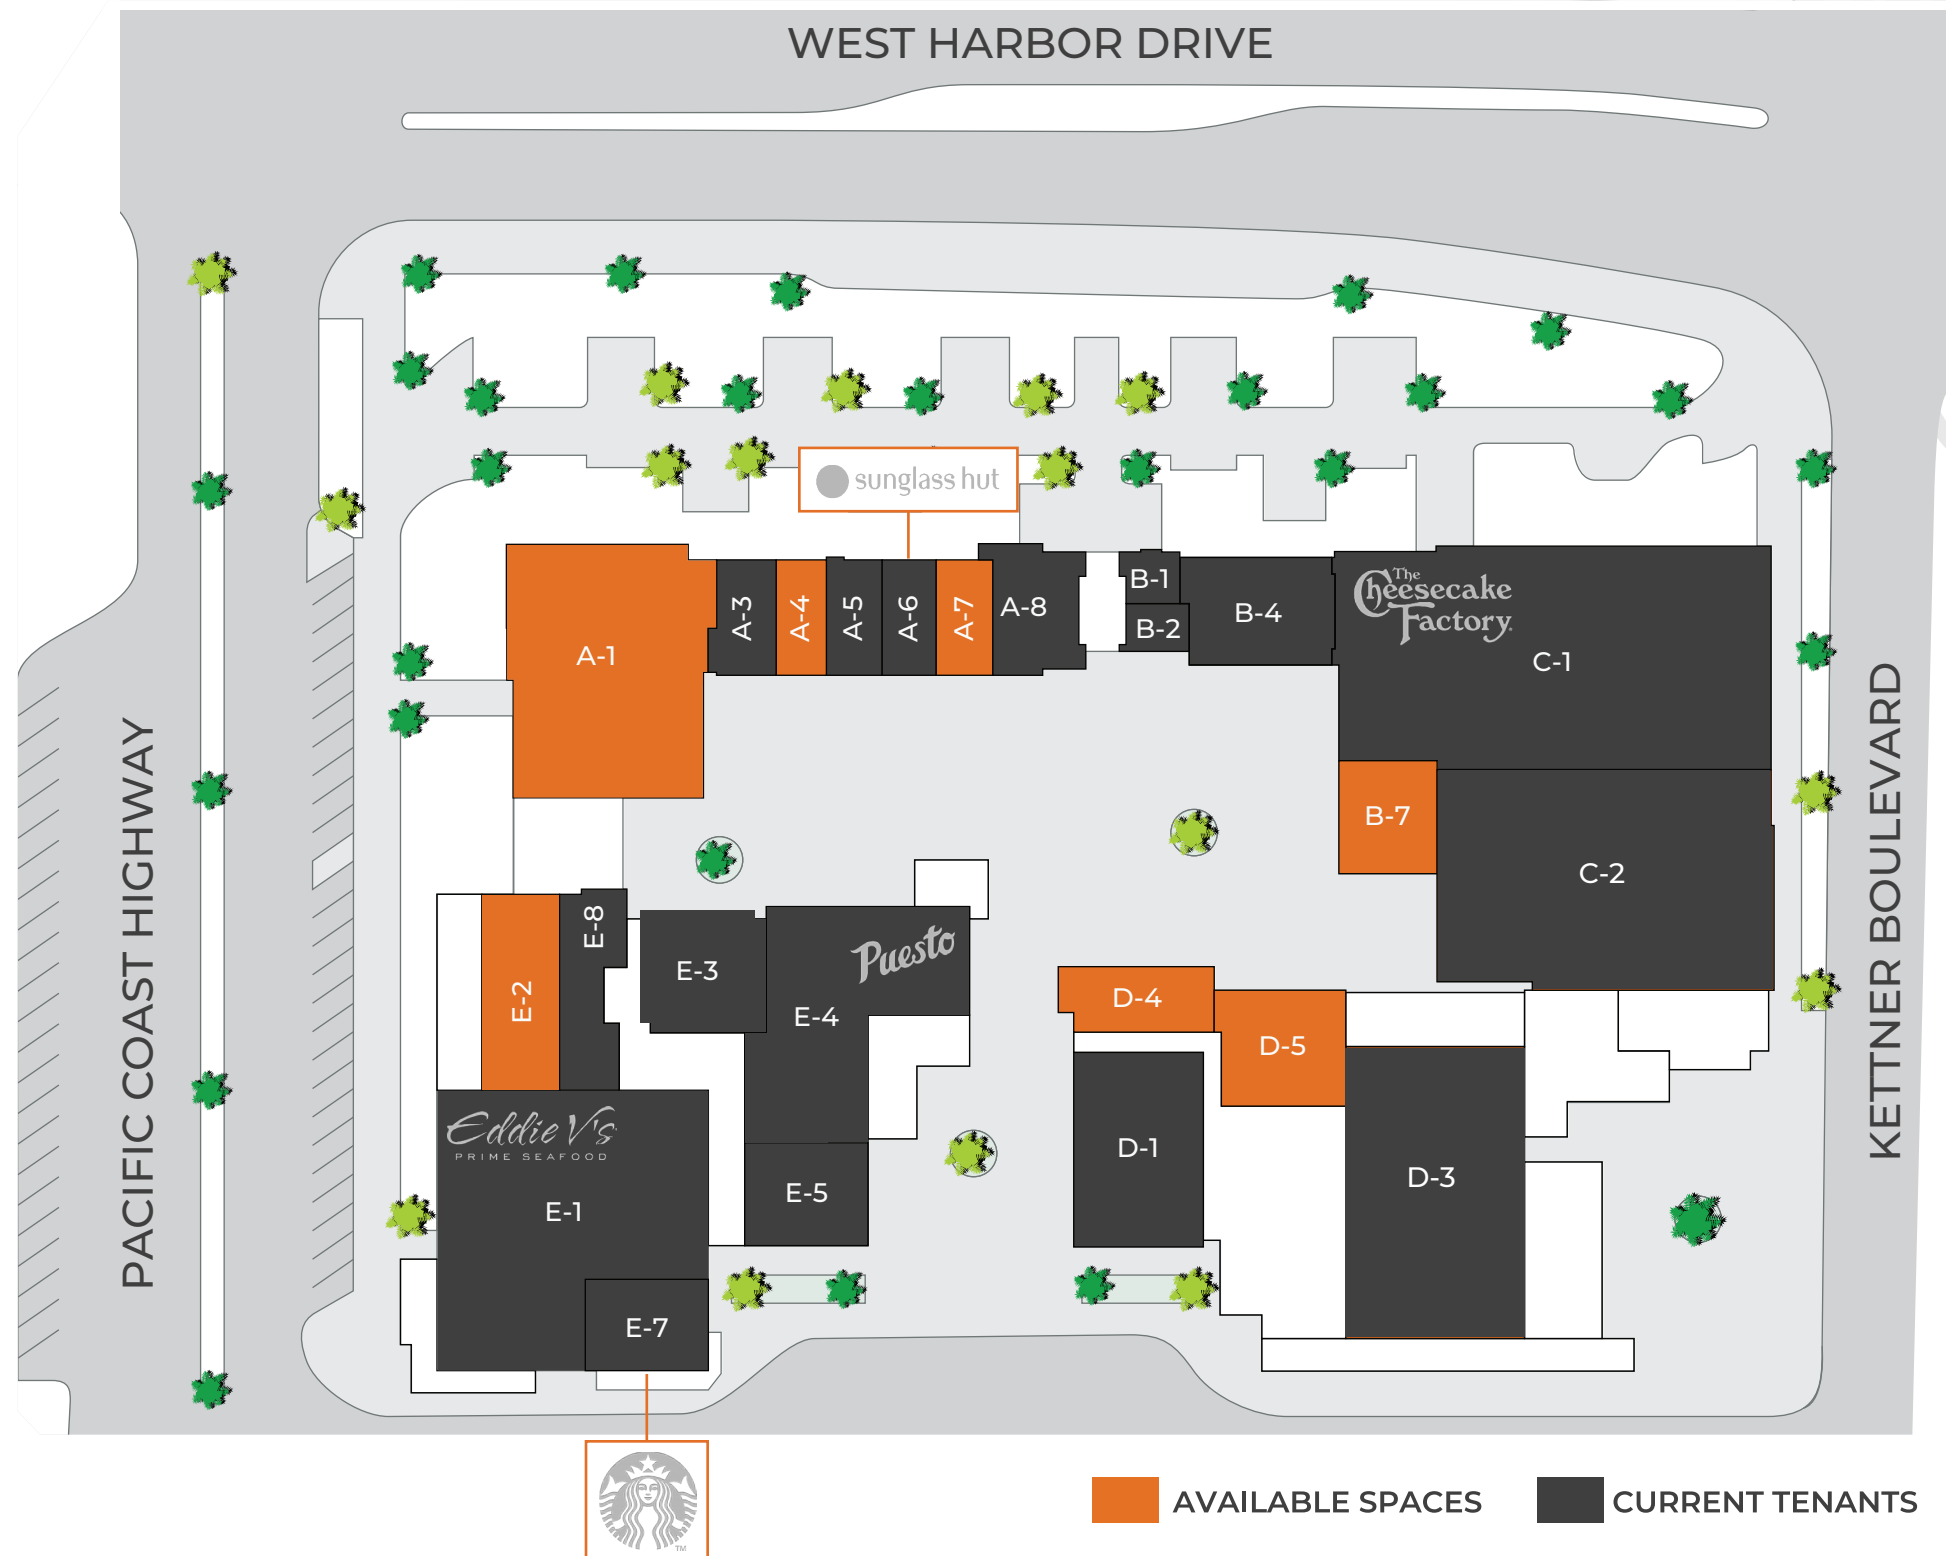 WEST HARBOR DRIVE
sunglass hut
A-1
A-3
A-4
A-5
A-6
A-7
A-8
B-1
B-2
B-4
The
Cheesecake
Factory
C-1
B-7
C-2
PACIFIC COAST HIGHWAY
KETTNER BOULEVARD
E-2
E-8
E-3
Puesto
E-4
D-4
D-5
Eddie V's
PRIME SEAFOOD
E-1
E-5
D-1
D-3
E-7
TM
AVAILABLE SPACES
CURRENT TENANTS